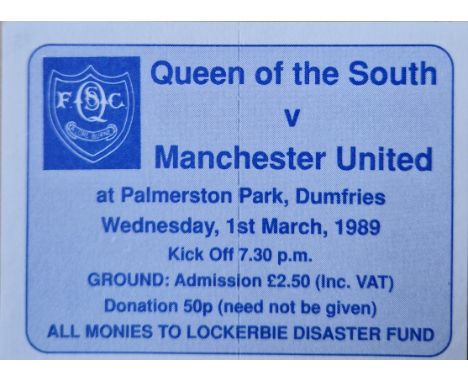 QSFC
Queen of the South
v
Manchester United
at Palmerston Park, Dumfries
Wednesday, 1st March, 1989
Kick Off 7.30 p.m.
GROUND: Admission £2.50 (Inc. VAT)
Donation 50p (need not be given)
ALL MONIES TO LOCKERBIE DISASTER FUND